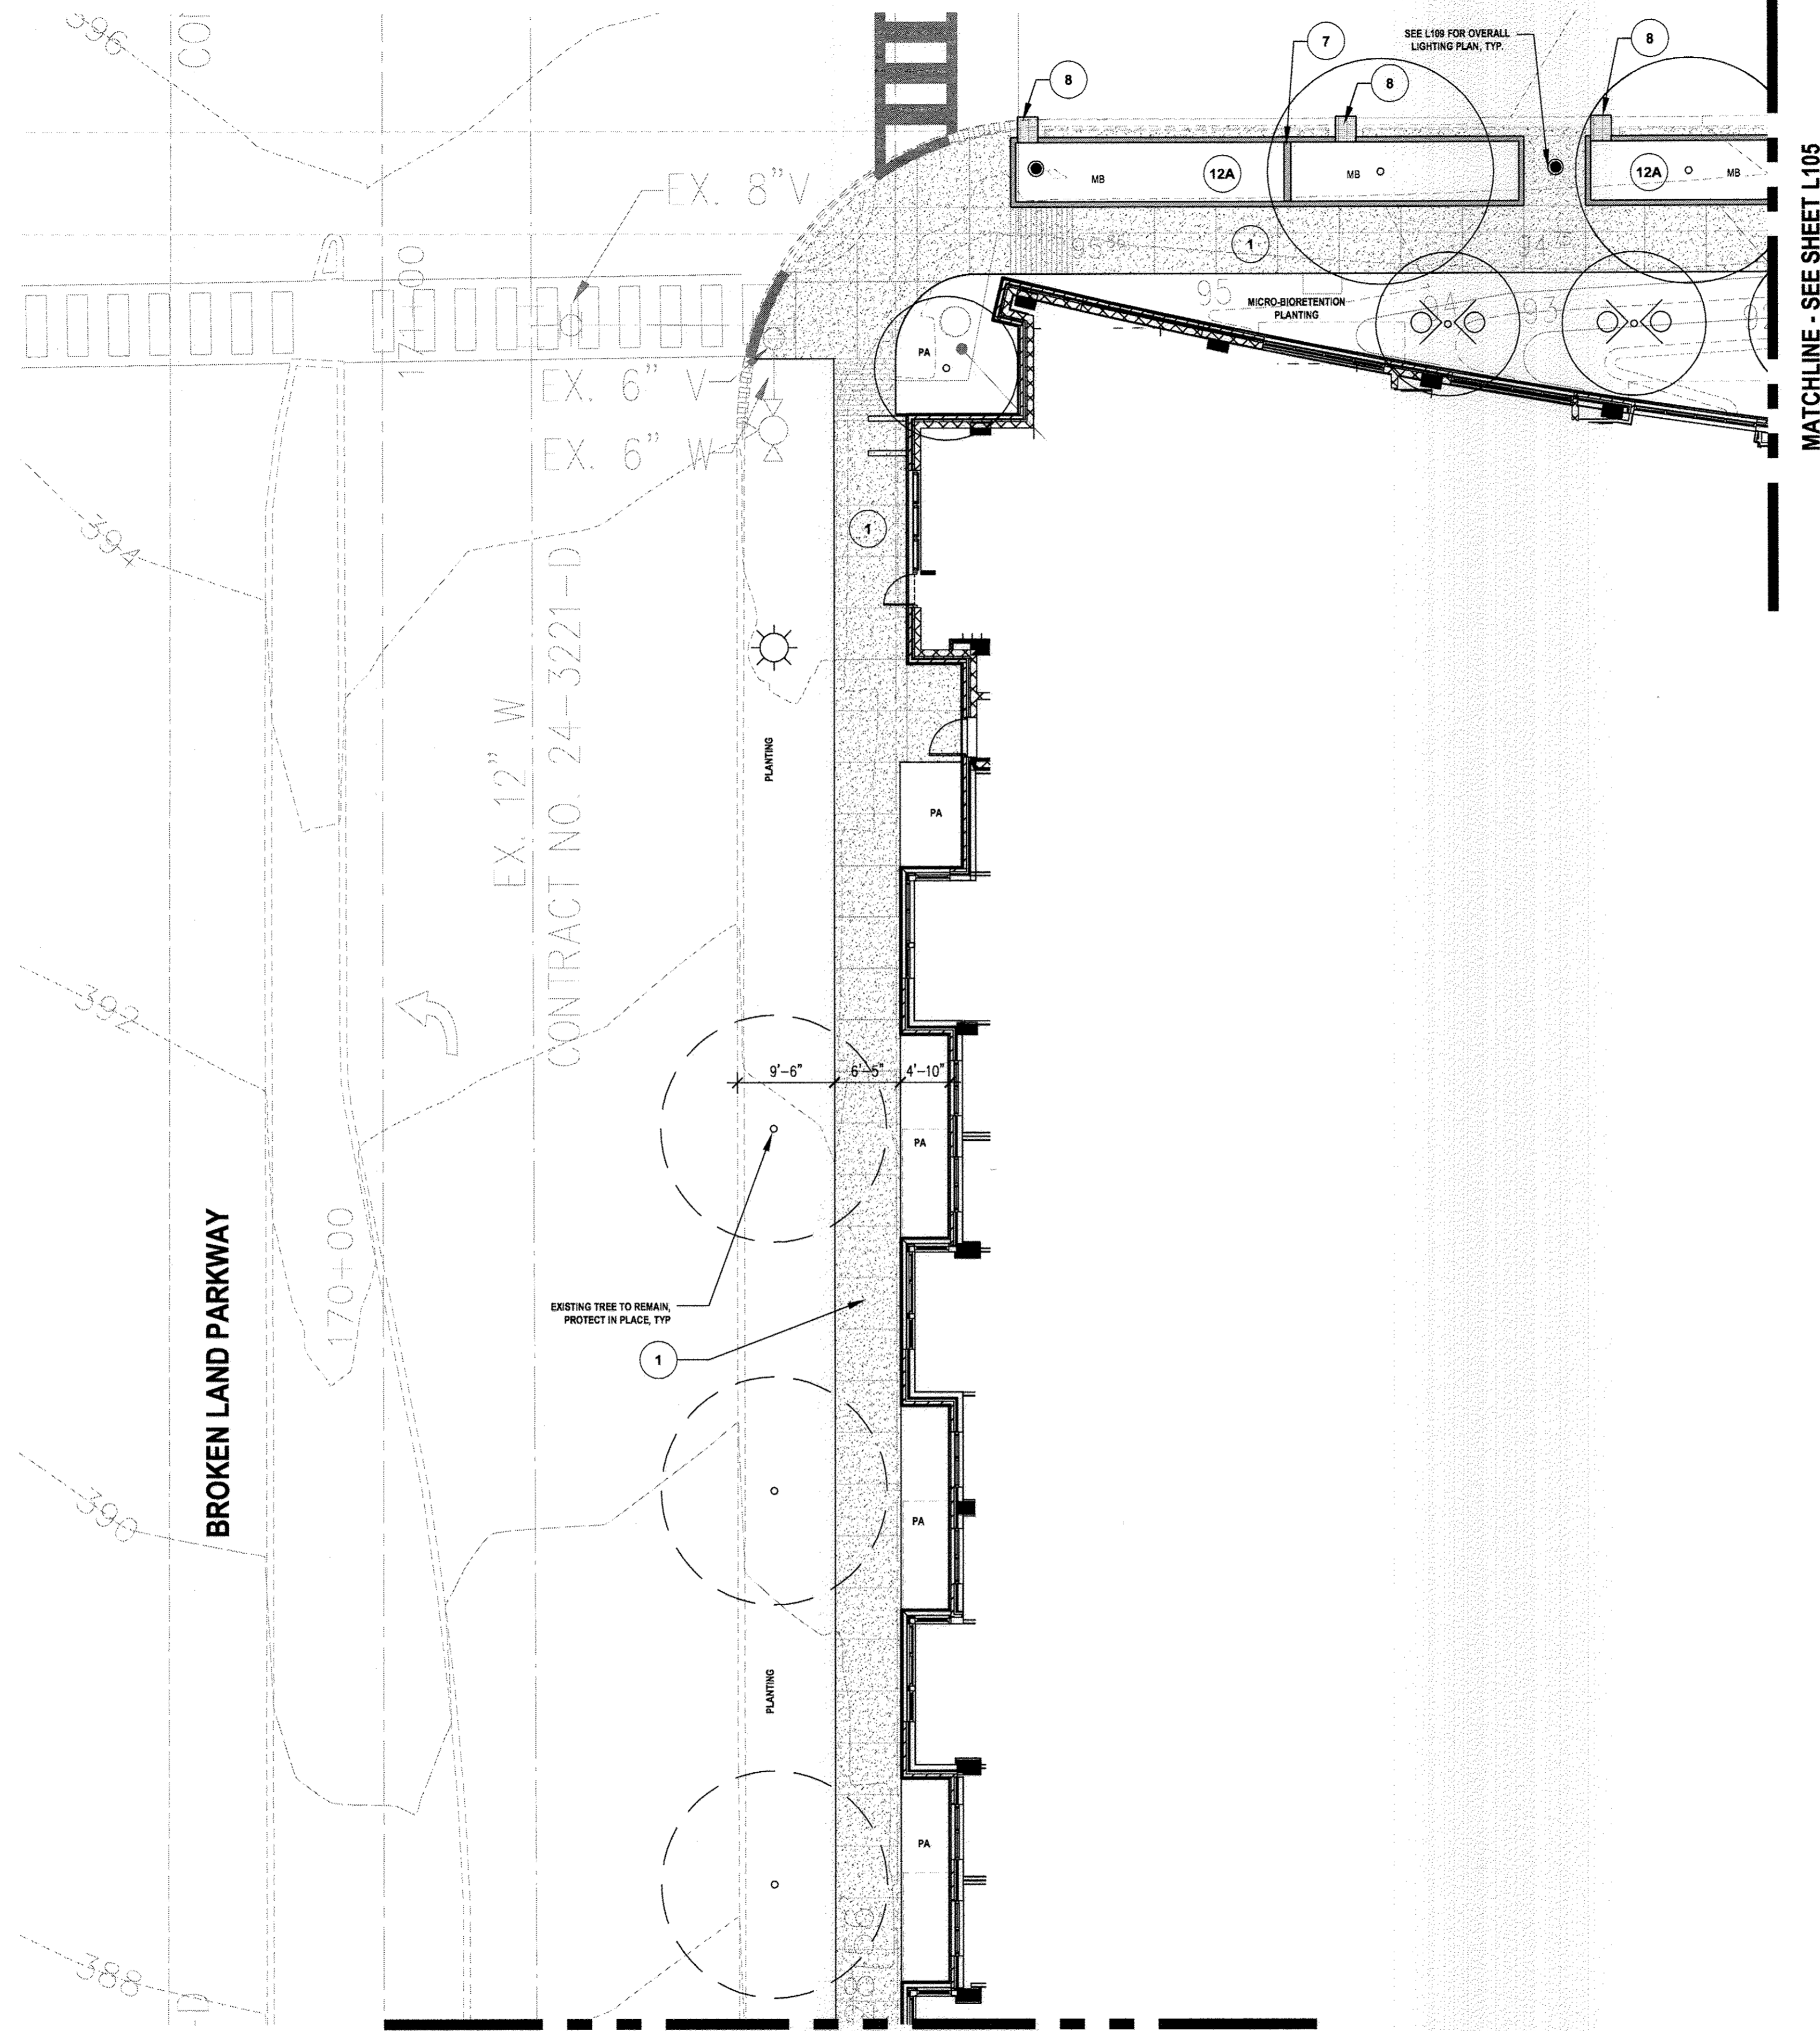 396
8
7
SEE L109 FOR OVERALL
LIGHTING PLAN, TYP.
8
8
MATCHLINE - SEE SHEET L105
EX. 8" V
MB
12A
MB
12A
MB
1
MICRO-BIORETENTION
PLANTING
95
94
93
PA
EX. 6" V
EX. 6" W
394
1
EX. 12" W
CONTRACT NO. 24-3221-D
PLANTING
PA
392
9'-6"
6'-5"
4'-10"
PA
BROKEN LAND PARKWAY
170+00
EXISTING TREE TO REMAIN,
PROTECT IN PLACE, TYP
1
390
PA
PLANTING
PA
388